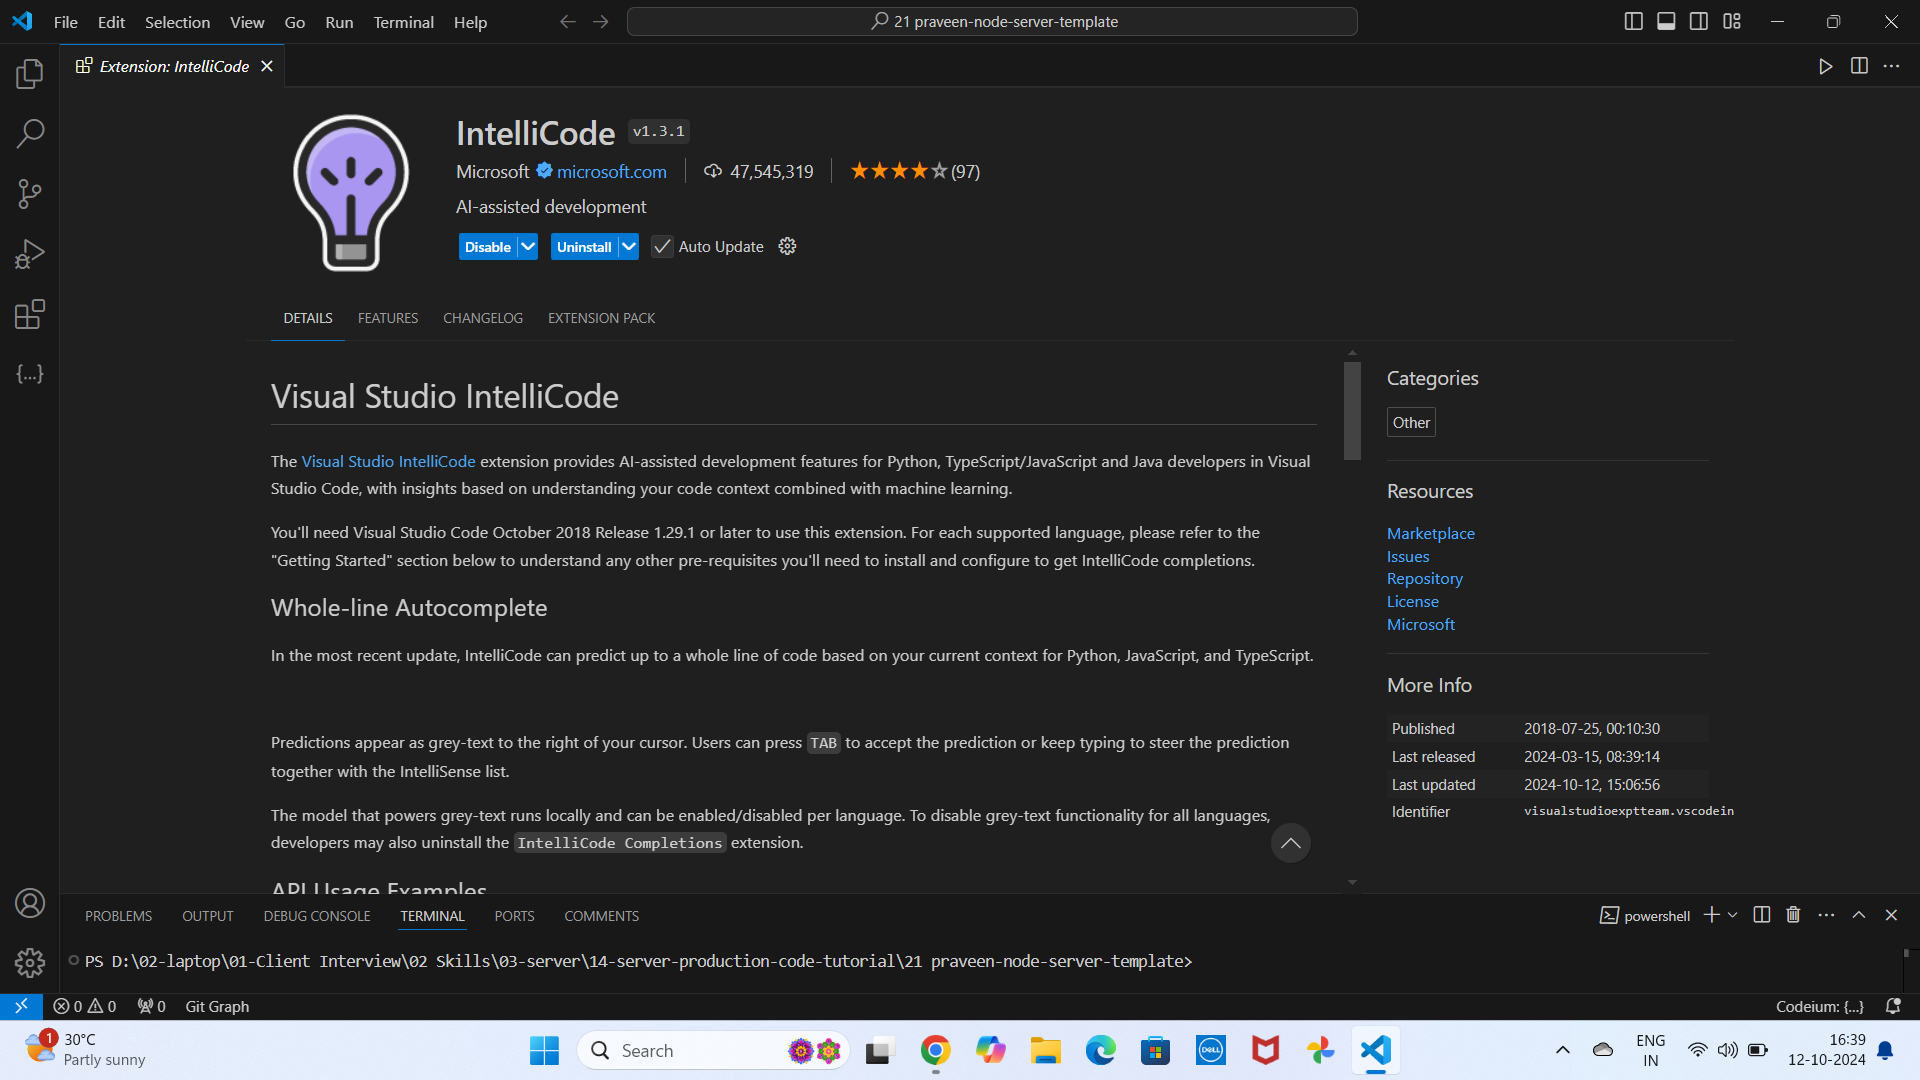 File Edit Selection View Go Run Terminal Help
21 praveen-node-server-template
Extension: IntelliCode
IntelliCode v1.3.1
Microsoft microsoft.com 47,545,319 (97)
AI-assisted development
Disable Uninstall Auto Update
DETAILS FEATURES CHANGELOG EXTENSION PACK
Visual Studio IntelliCode
The Visual Studio IntelliCode extension provides AI-assisted development features for Python, TypeScript/JavaScript and Java developers in Visual
Studio Code, with insights based on understanding your code context combined with machine learning.
You'll need Visual Studio Code October 2018 Release 1.29.1 or later to use this extension. For each supported language, please refer to the
"Getting Started" section below to understand any other pre-requisites you'll need to install and configure to get IntelliCode completions.
Whole-line Autocomplete
In the most recent update, IntelliCode can predict up to a whole line of code based on your current context for Python, JavaScript, and TypeScript.
Predictions appear as grey-text to the right of your cursor. Users can press TAB to accept the prediction or keep typing to steer the prediction
together with the IntelliSense list.
The model that powers grey-text runs locally and can be enabled/disabled per language. To disable grey-text functionality for all languages,
developers may also uninstall the IntelliCode Completions extension.
API Usage Examples
Categories
Other
Resources
Marketplace
Issues
Repository
License
Microsoft
More Info
Published 2018-07-25, 00:10:30
Last released 2024-03-15, 08:39:14
Last updated 2024-10-12, 15:06:56
Identifier visualstudioexptteam.vscodein
{...}
PROBLEMS OUTPUT DEBUG CONSOLE TERMINAL PORTS COMMENTS
powershell
PS D:\02-laptop\01-Client Interview\02 Skills\03-server\14-server-production-code-tutorial\21 praveen-node-server-template>
0 0 0 Git Graph
Codeium: {...}
1
30°C
Partly sunny
Search
DELL
ENG
IN
16:39
12-10-2024